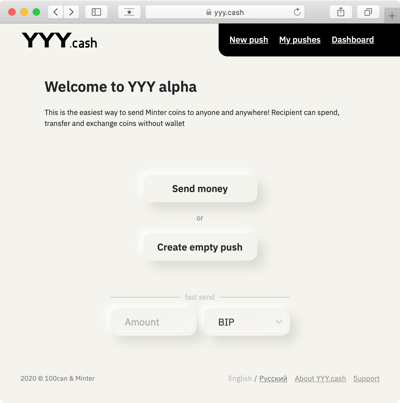 yyy.cash
YYY.cash
New push My pushes Dashboard
Welcome to YYY alpha
This is the easiest way to send Minter coins to anyone and anywhere! Recipient can spend,
transfer and exchange coins without wallet
Send money
or
Create empty push
fast send
Amount BIP
2020 © 100can & Minter English / Русский About YYY.cash Support